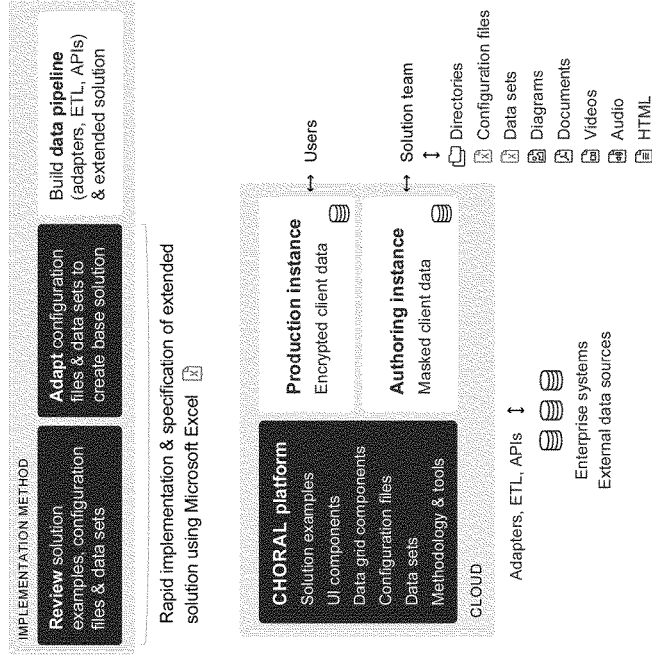 IMPLEMENTATION METHOD
Review solution
examples, configuration
files & data sets
Adapt configuration
files & data sets to
create base solution
Build data pipeline
(adapters, ETL, APIs)
& extended solution
Rapid implementation & specification of extended
solution using Microsoft Excel
CHORAL platform
Solution examples
UI components
Data grid components
Configuration files
Data sets
Methodology & tools
Production instance
Encrypted client data
Authoring instance
Masked client data
CLOUD
Users
Solution team
Directories
Configuration files
Data sets
Diagrams
Documents
Videos
Audio
HTML
Adapters, ETL, APIs
Enterprise systems
External data sources